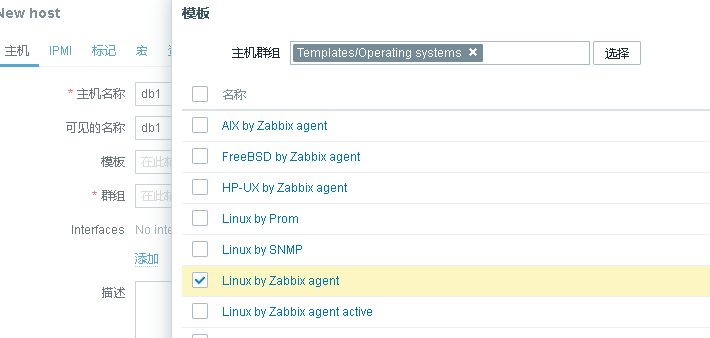 New host
模板
主机 IPMI 标记 宏
主机群组 Templates/Operating systems 选择
* 主机名称 db1
名称
可见的名称 db1
AIX by Zabbix agent
模板 在此
FreeBSD by Zabbix agent
* 群组 在此
HP-UX by Zabbix agent
Linux by Prom
Interfaces No inte
Linux by SNMP
添加
Linux by Zabbix agent
描述
Linux by Zabbix agent active